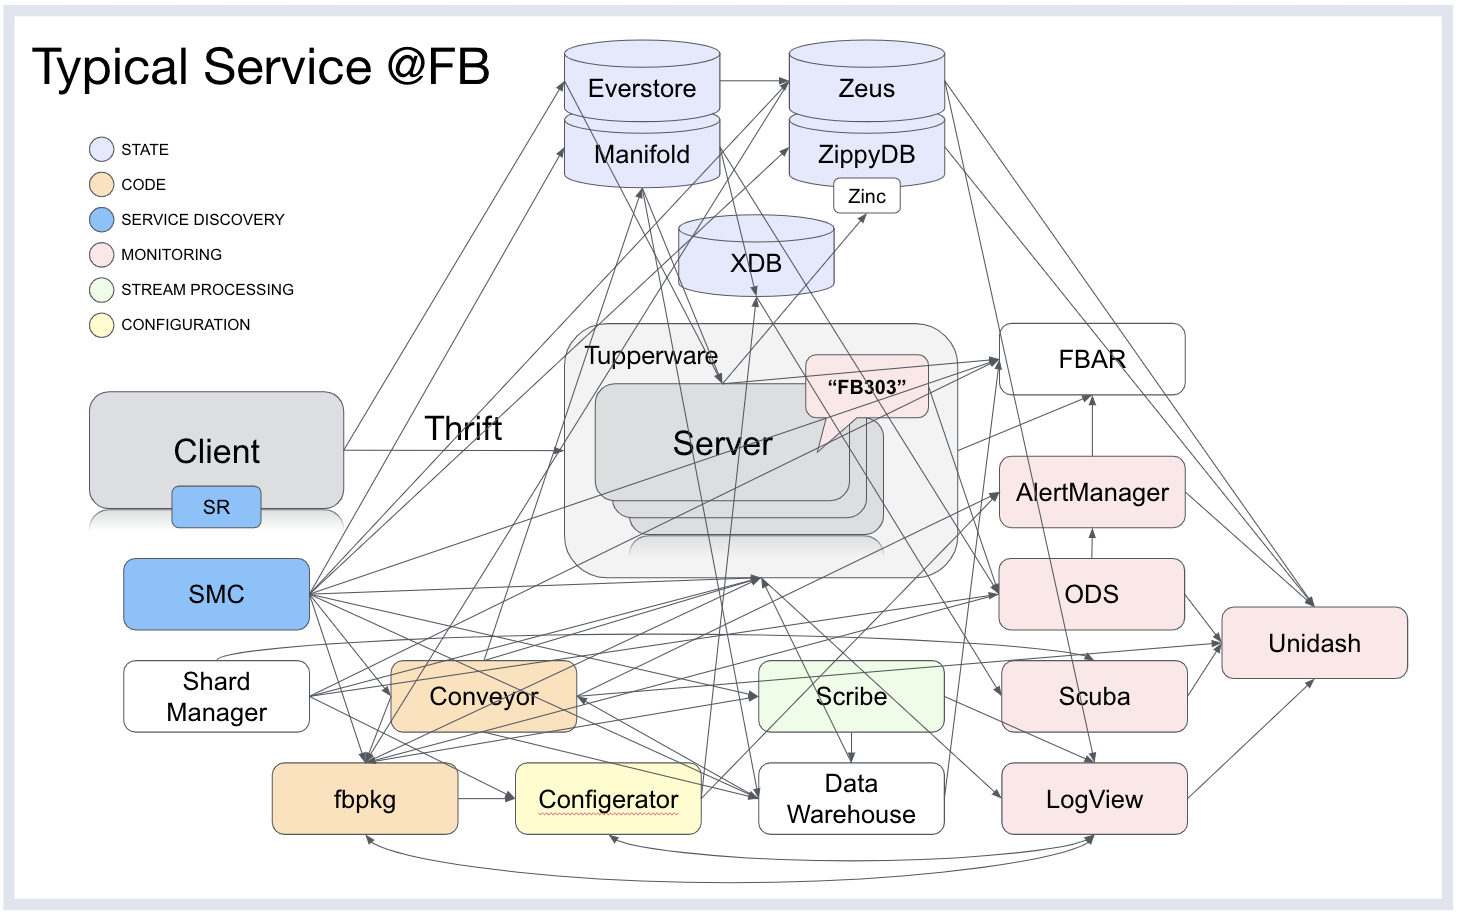 Typical Service @FB
STATE
CODE
SERVICE DISCOVERY
MONITORING
STREAM PROCESSING
CONFIGURATION
Everstore
Zeus
Manifold
ZippyDB
Zinc
XDB
Tupperware
“FB303”
FBAR
Client
Thrift
Server
SR
AlertManager
SMC
ODS
Unidash
Shard
Manager
Conveyor
Scribe
Scuba
fbpkg
Configerator
Data
Warehouse
LogView